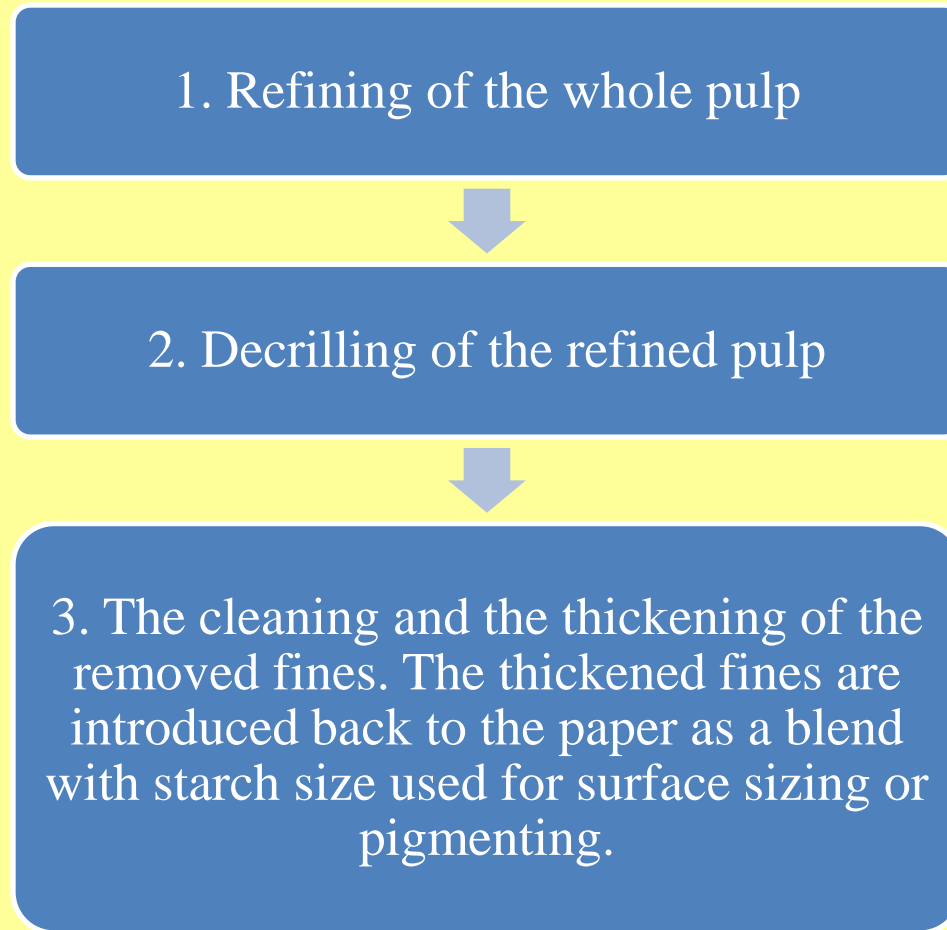 1. Refining of the whole pulp
2. Decrilling of the refined pulp
3. The cleaning and the thickening of the
removed fines. The thickened fines are
introduced back to the paper as a blend
with starch size used for surface sizing or
pigmenting.